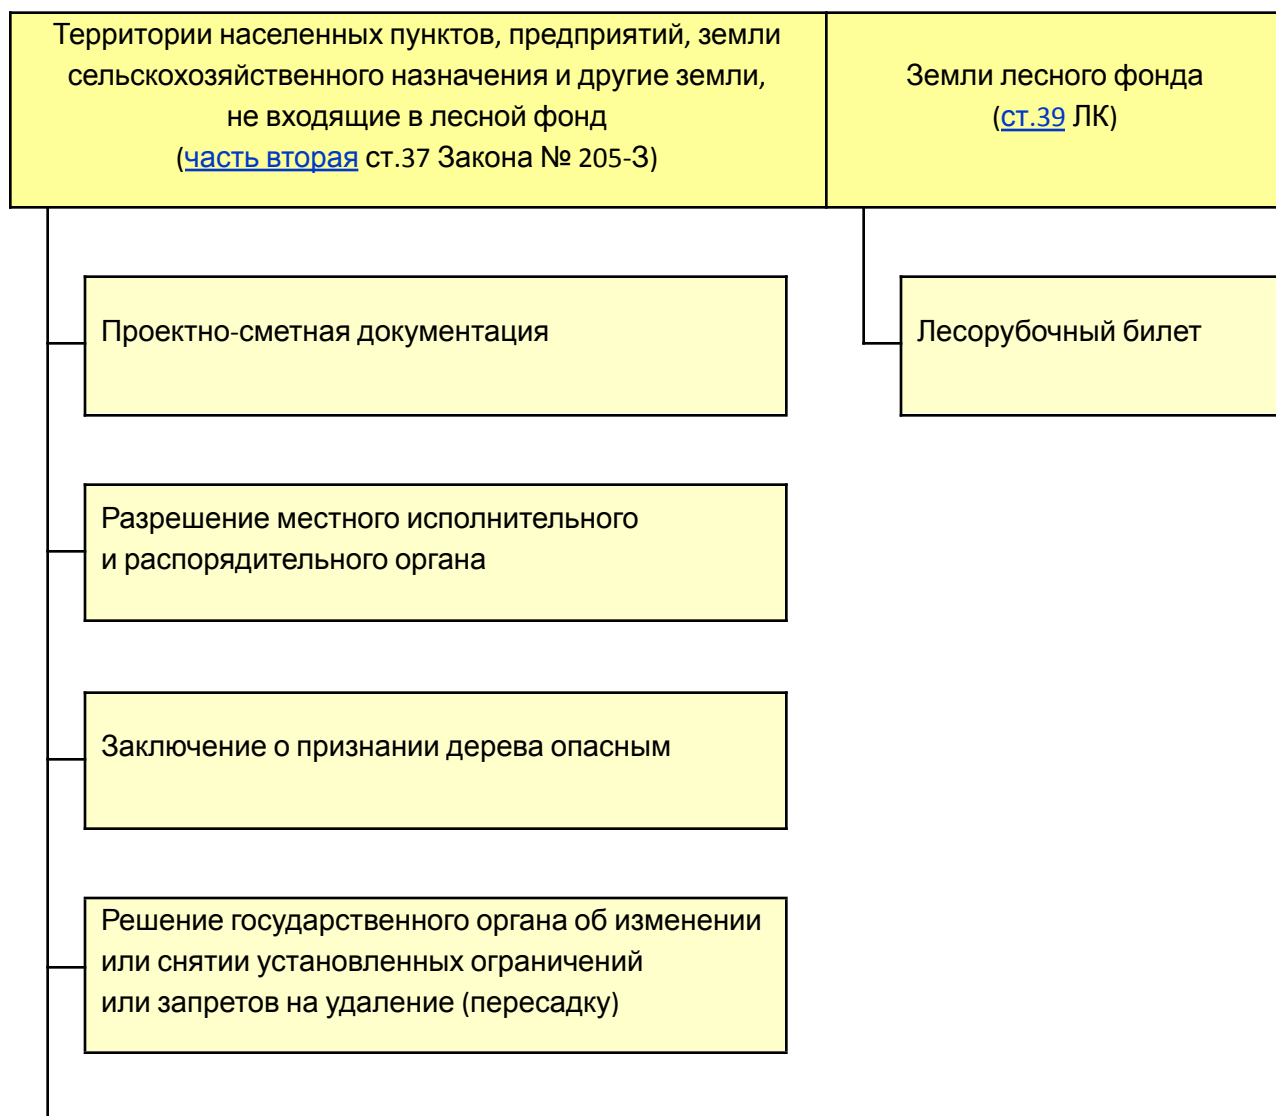 Территории населенных пунктов, предприятий, земли
сельскохозяйственного назначения и другие земли,
не входящие в лесной фонд
(часть вторая ст.37 Закона № 205-З)
Земли лесного фонда
(ст.39 ЛК)
Проектно-сметная документация
Лесорубочный билет
Разрешение местного исполнительного
и распорядительного органа
Заключение о признании дерева опасным
Решение государственного органа об изменении
или снятии установленных ограничений
или запретов на удаление (пересадку)